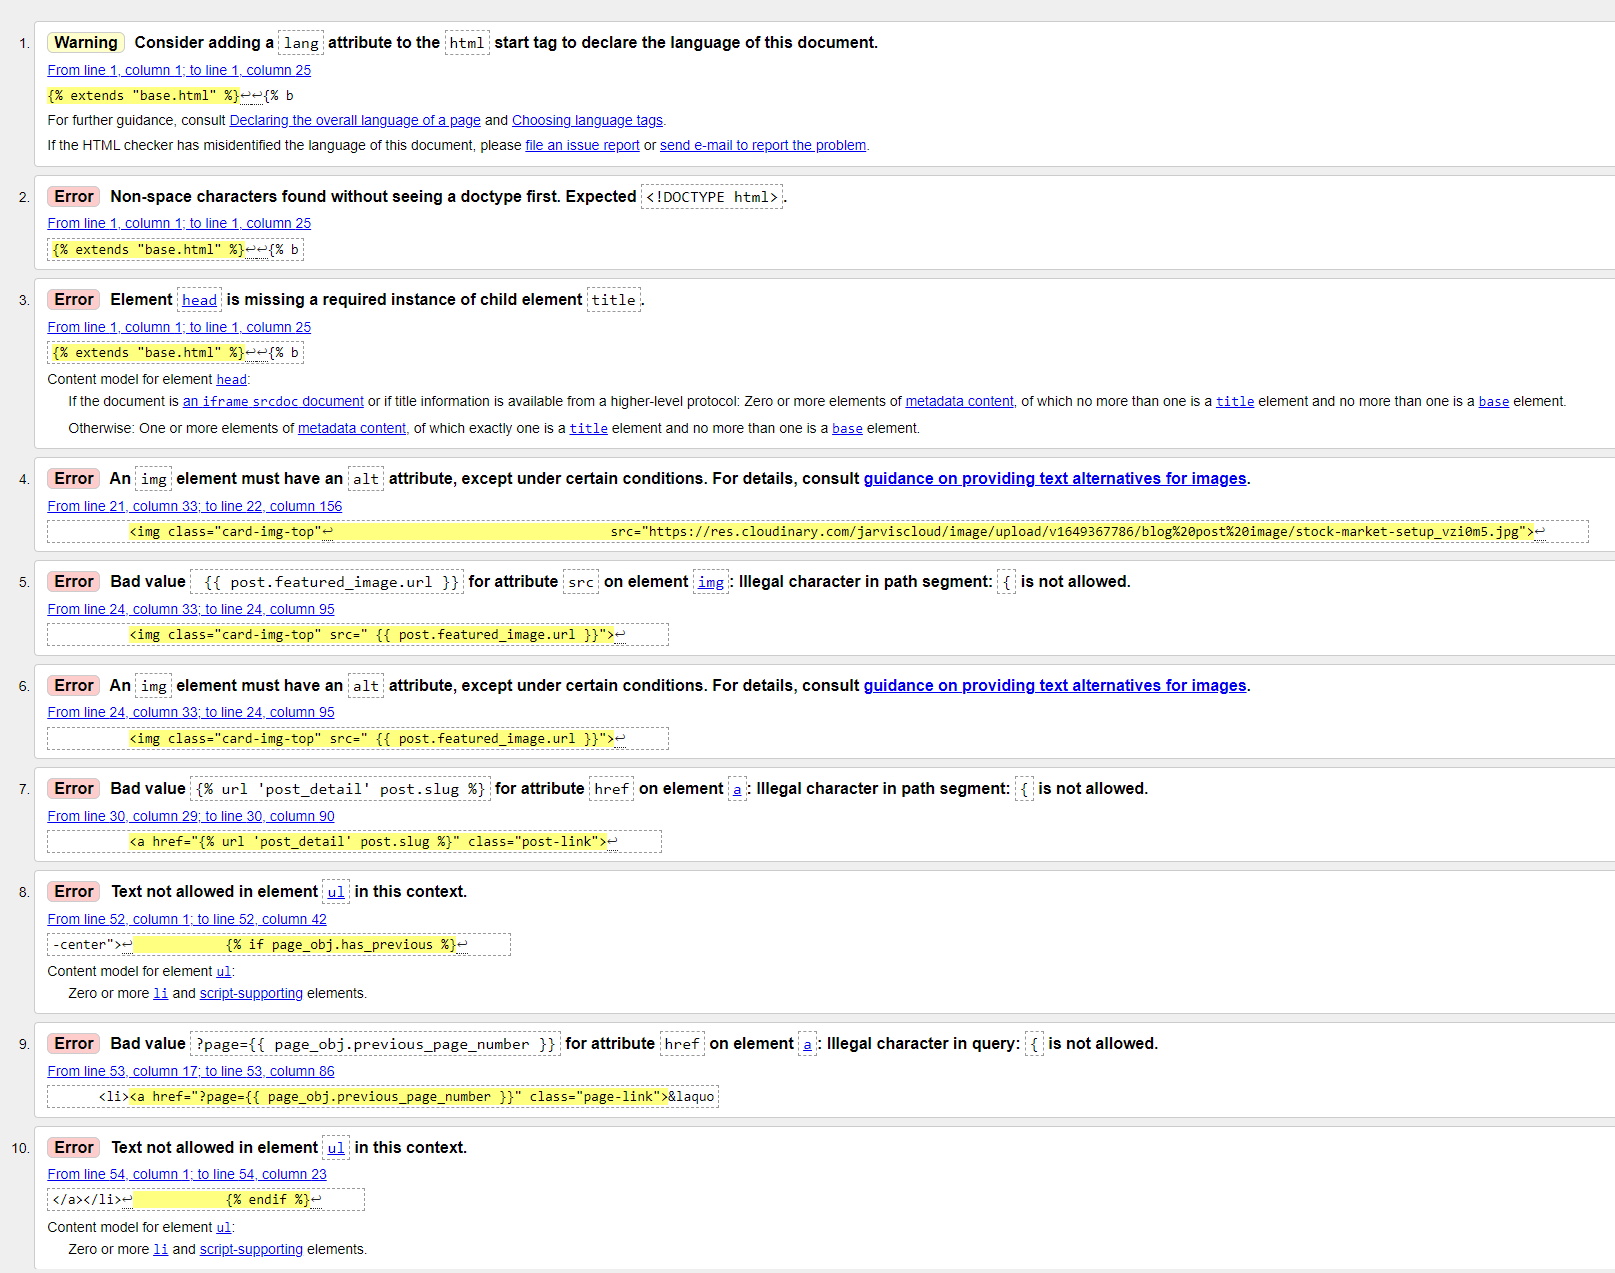 1. Warning Consider adding a lang attribute to the html start tag to declare the language of this document.
From line 1, column 1; to line 1, column 25
{% extends "base.html" %}↩↩{% b
For further guidance, consult Declaring the overall language of a page and Choosing language tags.
If the HTML checker has misidentified the language of this document, please file an issue report or send e-mail to report the problem.
2. Error Non-space characters found without seeing a doctype first. Expected <!DOCTYPE html>.
From line 1, column 1; to line 1, column 25
{% extends "base.html" %}↩↩{% b
3. Error Element head is missing a required instance of child element title.
From line 1, column 1; to line 1, column 25
{% extends "base.html" %}↩↩{% b
Content model for element head:
If the document is an iframe srcdoc document or if title information is available from a higher-level protocol: Zero or more elements of metadata content, of which no more than one is a title element and no more than one is a base element.
Otherwise: One or more elements of metadata content, of which exactly one is a title element and no more than one is a base element.
4. Error An img element must have an alt attribute, except under certain conditions. For details, consult guidance on providing text alternatives for images.
From line 21, column 33; to line 22, column 156
<img class="card-img-top"↩ src="https://res.cloudinary.com/jarviscloud/image/upload/v1649367786/blog%20post%20image/stock-market-setup_vzi0m5.jpg">↩
5. Error Bad value {{ post.featured_image.url }} for attribute src on element img: Illegal character in path segment: { is not allowed.
From line 24, column 33; to line 24, column 95
<img class="card-img-top" src=" {{ post.featured_image.url }}">↩
6. Error An img element must have an alt attribute, except under certain conditions. For details, consult guidance on providing text alternatives for images.
From line 24, column 33; to line 24, column 95
<img class="card-img-top" src=" {{ post.featured_image.url }}">↩
7. Error Bad value {% url 'post_detail' post.slug %} for attribute href on element a: Illegal character in path segment: { is not allowed.
From line 30, column 29; to line 30, column 90
<a href="{% url 'post_detail' post.slug %}" class="post-link">↩
8. Error Text not allowed in element ul in this context.
From line 52, column 1; to line 52, column 42
-center">↩ {% if page_obj.has_previous %}↩
Content model for element ul:
Zero or more li and script-supporting elements.
9. Error Bad value ?page={{ page_obj.previous_page_number }} for attribute href on element a: Illegal character in query: { is not allowed.
From line 53, column 17; to line 53, column 86
<li><a href="?page={{ page_obj.previous_page_number }}" class="page-link">&laquo
10. Error Text not allowed in element ul in this context.
From line 54, column 1; to line 54, column 23
</a></li>↩ {% endif %}↩
Content model for element ul:
Zero or more li and script-supporting elements.